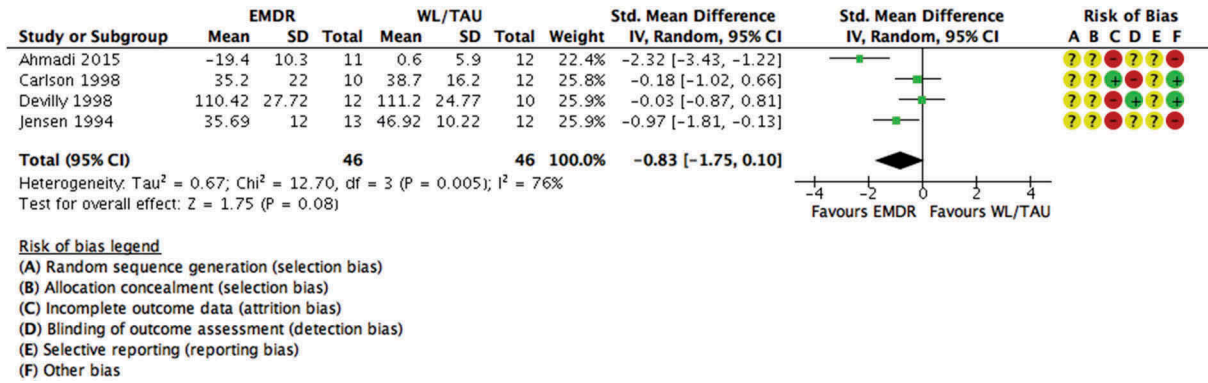 EMDR WL/TAU Std. Mean Difference Std. Mean Difference Risk of Bias
Study or Subgroup Mean SD Total Mean SD Total Weight IV, Random, 95% CI IV, Random, 95% CI A B C D E F
Ahmadi 2015 −19.4 10.3 11 0.6 5.9 12 22.4% −2.32 [−3.43, −1.22] ? ? − ? ? −
Carlson 1998 35.2 22 10 38.7 16.2 12 25.8% −0.18 [−1.02, 0.66] ? ? + − ? +
Devilly 1998 110.42 27.72 12 111.2 24.77 10 25.9% −0.03 [−0.87, 0.81] ? ? − + ? +
Jensen 1994 35.69 12 13 46.92 10.22 12 25.9% −0.97 [−1.81, −0.13] ? ? − ? ? −
Total (95% CI) 46 46 100.0% −0.83 [−1.75, 0.10]
Heterogeneity: Tau² = 0.67; Chi² = 12.70, df = 3 (P = 0.005); I² = 76%
Test for overall effect: Z = 1.75 (P = 0.08)
−4 −2 0 2 4
Favours EMDR Favours WL/TAU
Risk of bias legend
(A) Random sequence generation (selection bias)
(B) Allocation concealment (selection bias)
(C) Incomplete outcome data (attrition bias)
(D) Blinding of outcome assessment (detection bias)
(E) Selective reporting (reporting bias)
(F) Other bias